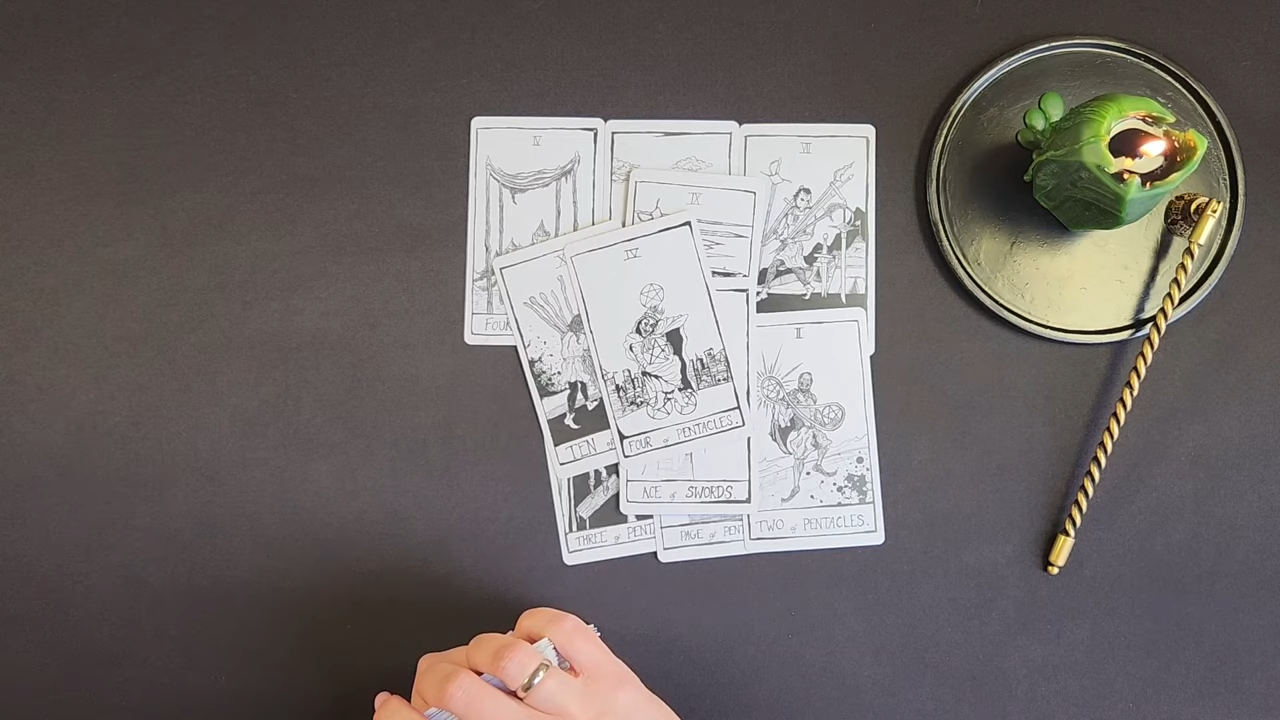 IV
VII
IX
IV
II
FOUR
TEN
FOUR of PENTACLES.
ACE of SWORDS.
TWO of PENTACLES.
THREE of PENT
PAGE of PEN